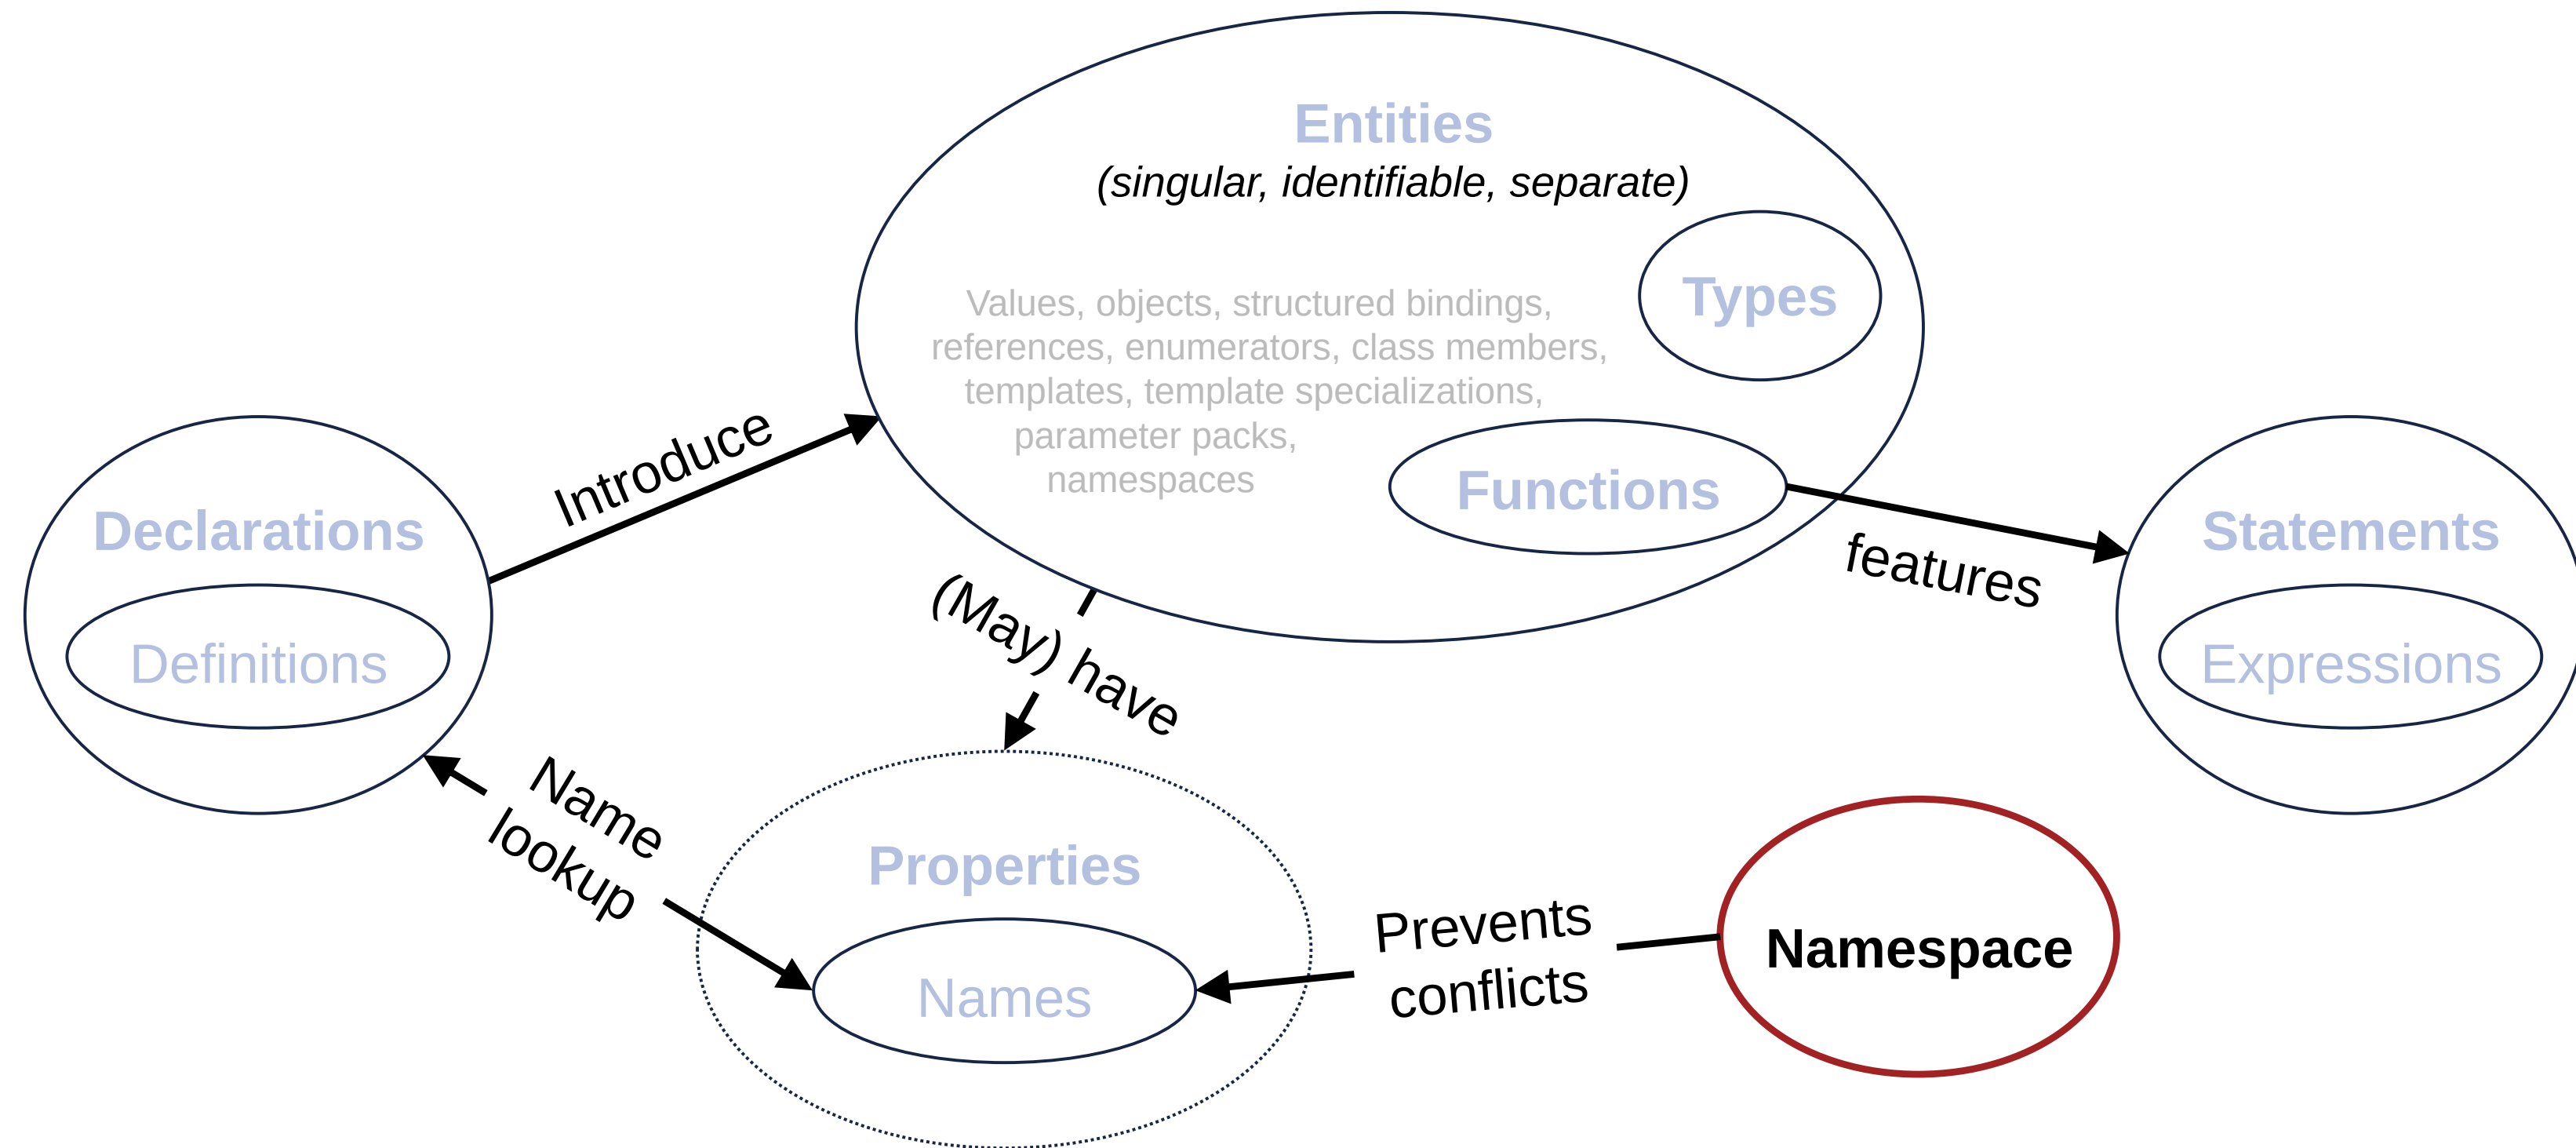 Entities
(singular, identifiable, separate)
Types
Values, objects, structured bindings,
references, enumerators, class members,
templates, template specializations,
parameter packs,
namespaces
Functions
Introduce
Declarations
Definitions
features
Statements
Expressions
(May) have
Name
lookup
Properties
Names
Prevents
conflicts
Namespace